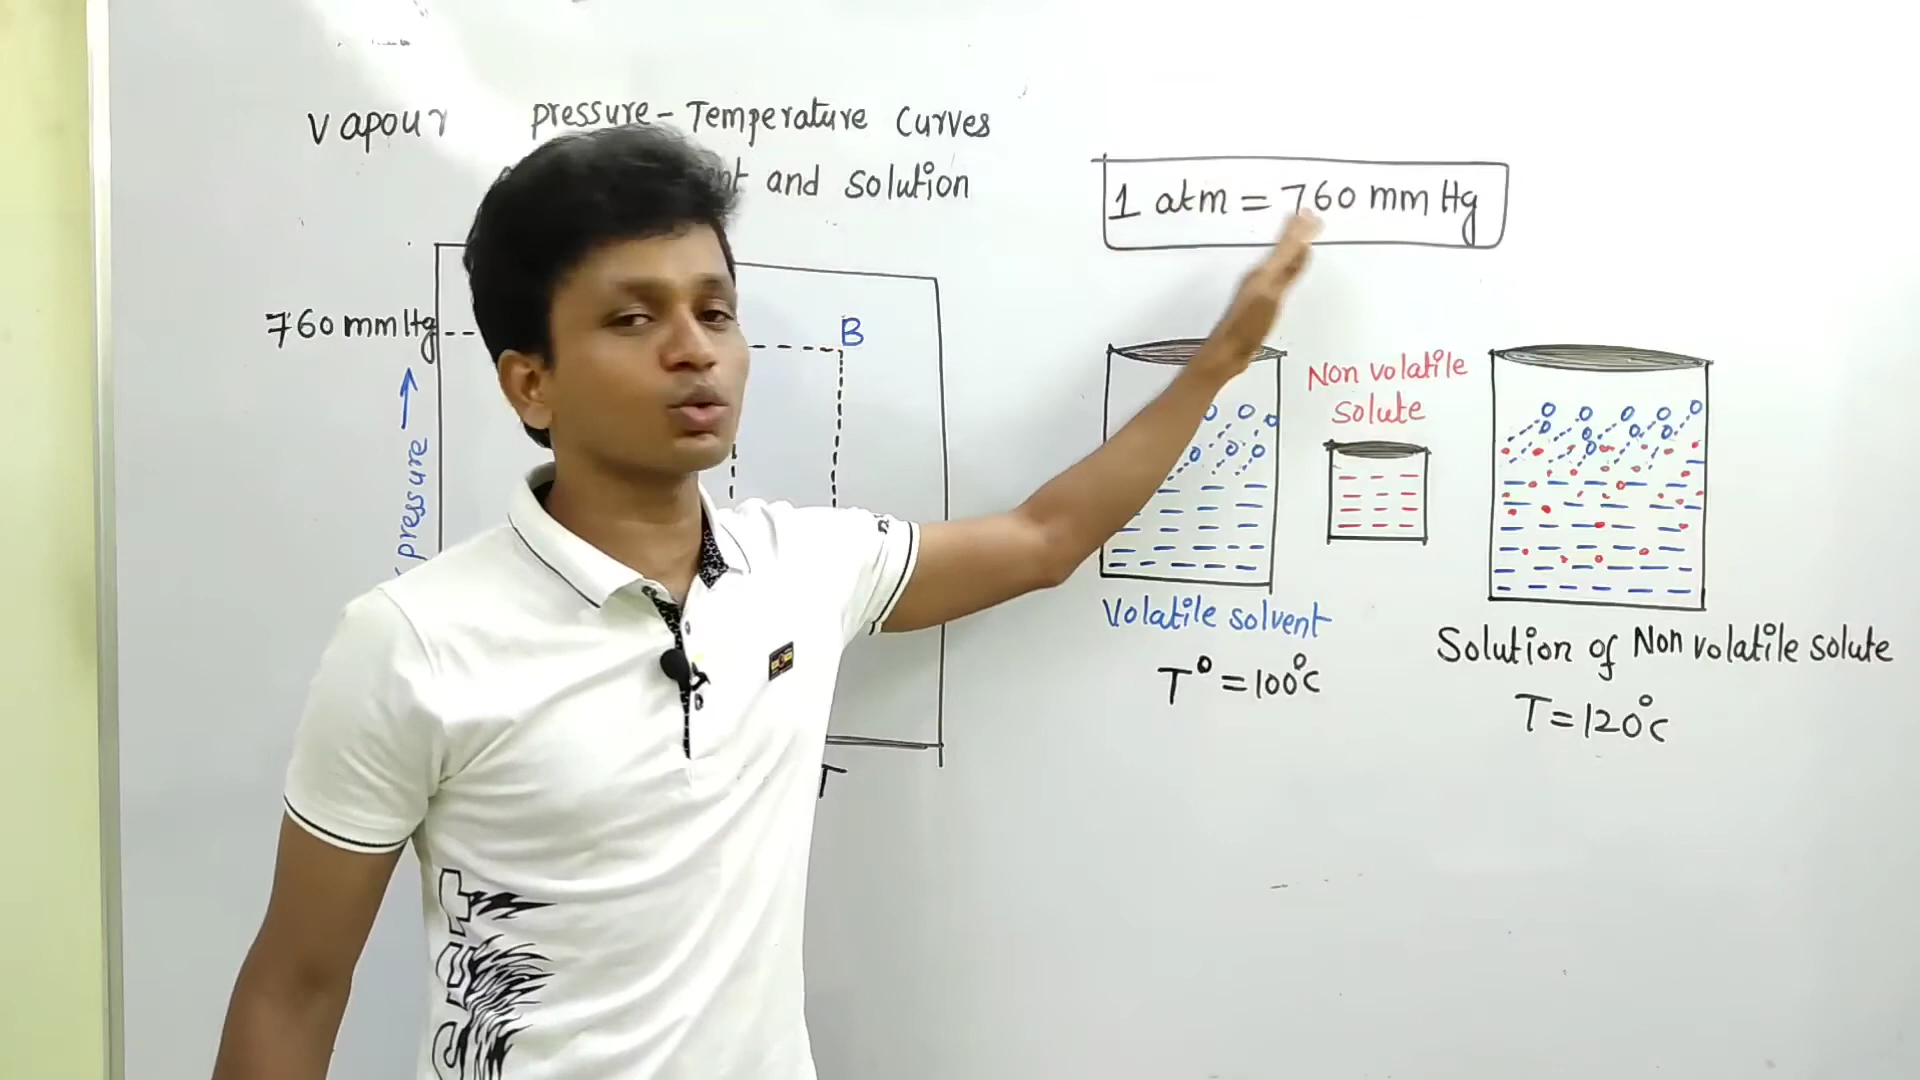 vapour pressure - Temperature curves
and solution
1 atm = 760 mm Hg
760 mm Hg
B
pressure
T
Non volatile
solute
Volatile solvent
T° = 100°c
Solution of Non volatile solute
T = 120°c